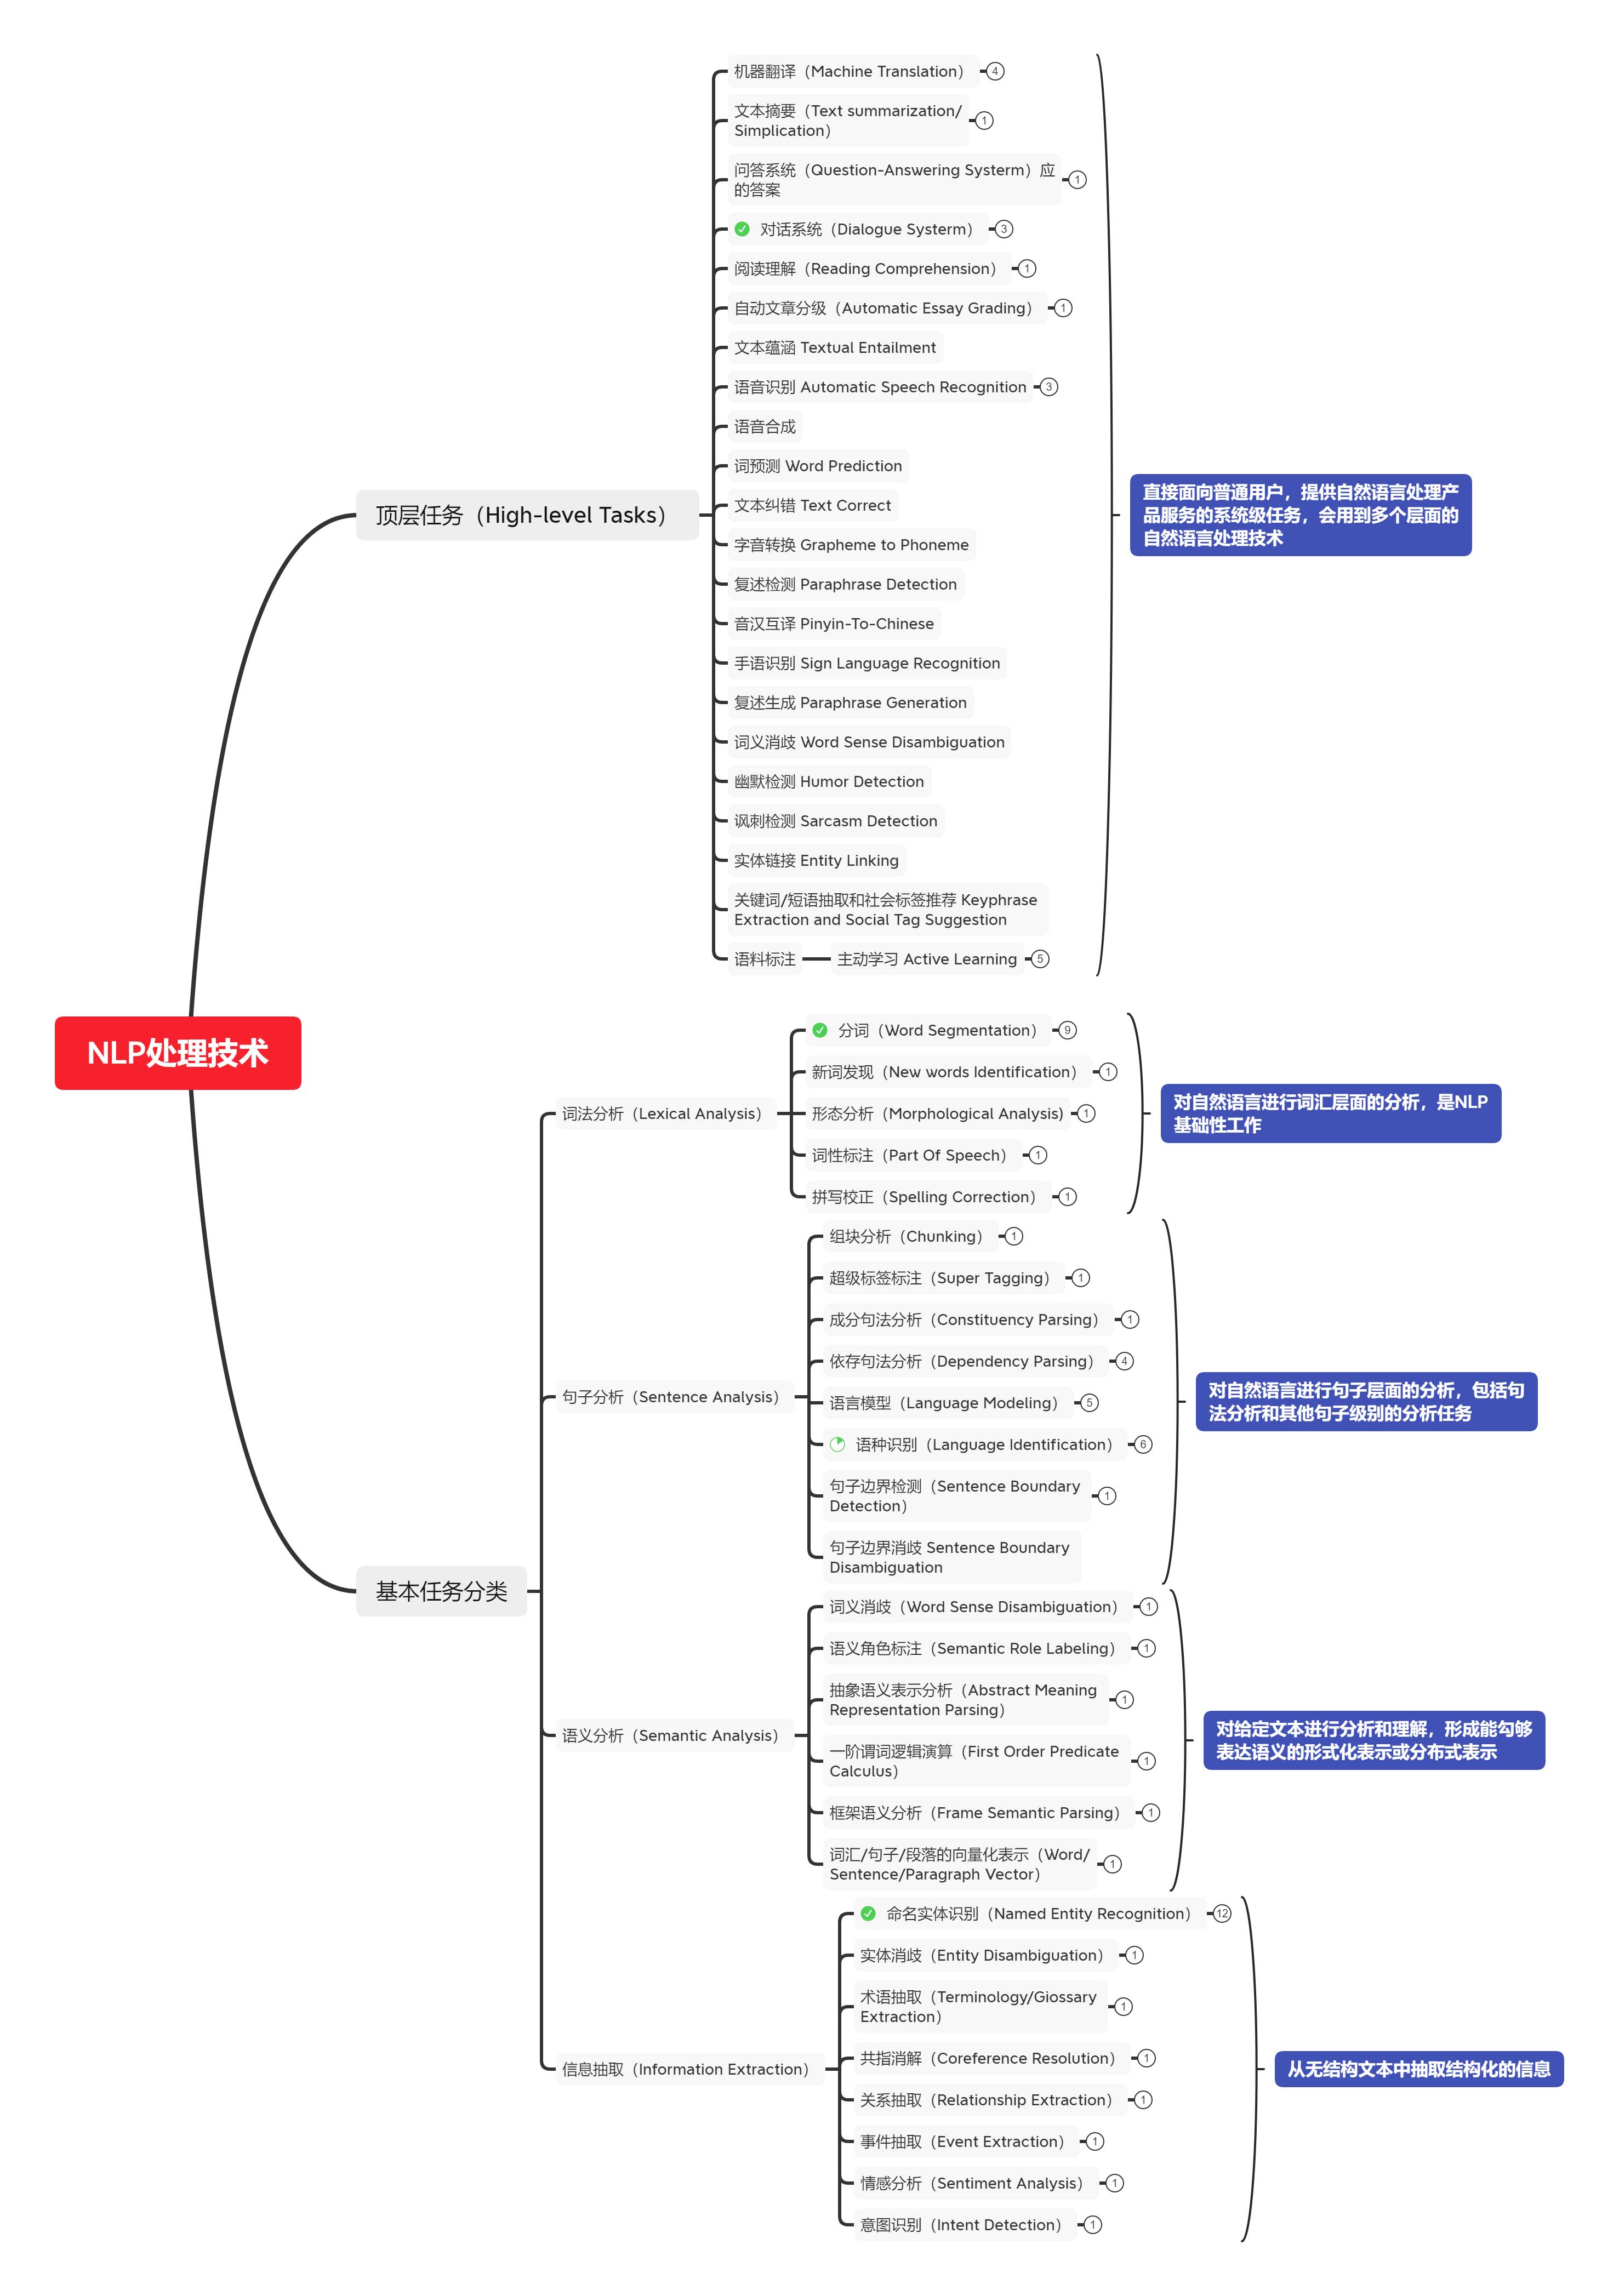 机器翻译（Machine Translation） 4
文本摘要（Text summarization/
Simplication） 1
问答系统（Question-Answering Systerm）应
的答案 1
对话系统（Dialogue Systerm） 3
阅读理解（Reading Comprehension） 1
自动文章分级（Automatic Essay Grading） 1
文本蕴涵 Textual Entailment
语音识别 Automatic Speech Recognition 3
语音合成
词预测 Word Prediction
文本纠错 Text Correct
字音转换 Grapheme to Phoneme
复述检测 Paraphrase Detection
音汉互译 Pinyin-To-Chinese
手语识别 Sign Language Recognition
复述生成 Paraphrase Generation
词义消歧 Word Sense Disambiguation
幽默检测 Humor Detection
讽刺检测 Sarcasm Detection
实体链接 Entity Linking
关键词/短语抽取和社会标签推荐 Keyphrase
Extraction and Social Tag Suggestion
语料标注 主动学习 Active Learning 5
顶层任务（High-level Tasks）
直接面向普通用户，提供自然语言处理产
品服务的系统级任务，会用到多个层面的
自然语言处理技术
NLP处理技术
基本任务分类
词法分析（Lexical Analysis）
分词（Word Segmentation） 9
新词发现（New words Identification） 1
形态分析（Morphological Analysis) 1
词性标注（Part Of Speech） 1
拼写校正（Spelling Correction） 1
对自然语言进行词汇层面的分析，是NLP
基础性工作
句子分析（Sentence Analysis）
组块分析（Chunking） 1
超级标签标注（Super Tagging） 1
成分句法分析（Constituency Parsing） 1
依存句法分析（Dependency Parsing） 4
语言模型（Language Modeling） 5
语种识别（Language Identification） 6
句子边界检测（Sentence Boundary
Detection） 1
句子边界消歧 Sentence Boundary
Disambiguation
对自然语言进行句子层面的分析，包括句
法分析和其他句子级别的分析任务
语义分析（Semantic Analysis）
词义消歧（Word Sense Disambiguation） 1
语义角色标注（Semantic Role Labeling） 1
抽象语义表示分析（Abstract Meaning
Representation Parsing） 1
一阶谓词逻辑演算（First Order Predicate
Calculus） 1
框架语义分析（Frame Semantic Parsing） 1
词汇/句子/段落的向量化表示（Word/
Sentence/Paragraph Vector） 1
对给定文本进行分析和理解，形成能勾够
表达语义的形式化表示或分布式表示
信息抽取（Information Extraction）
命名实体识别（Named Entity Recognition） 12
实体消歧（Entity Disambiguation） 1
术语抽取（Terminology/Giossary
Extraction） 1
共指消解（Coreference Resolution） 1
关系抽取（Relationship Extraction） 1
事件抽取（Event Extraction） 1
情感分析（Sentiment Analysis） 1
意图识别（Intent Detection） 1
从无结构文本中抽取结构化的信息